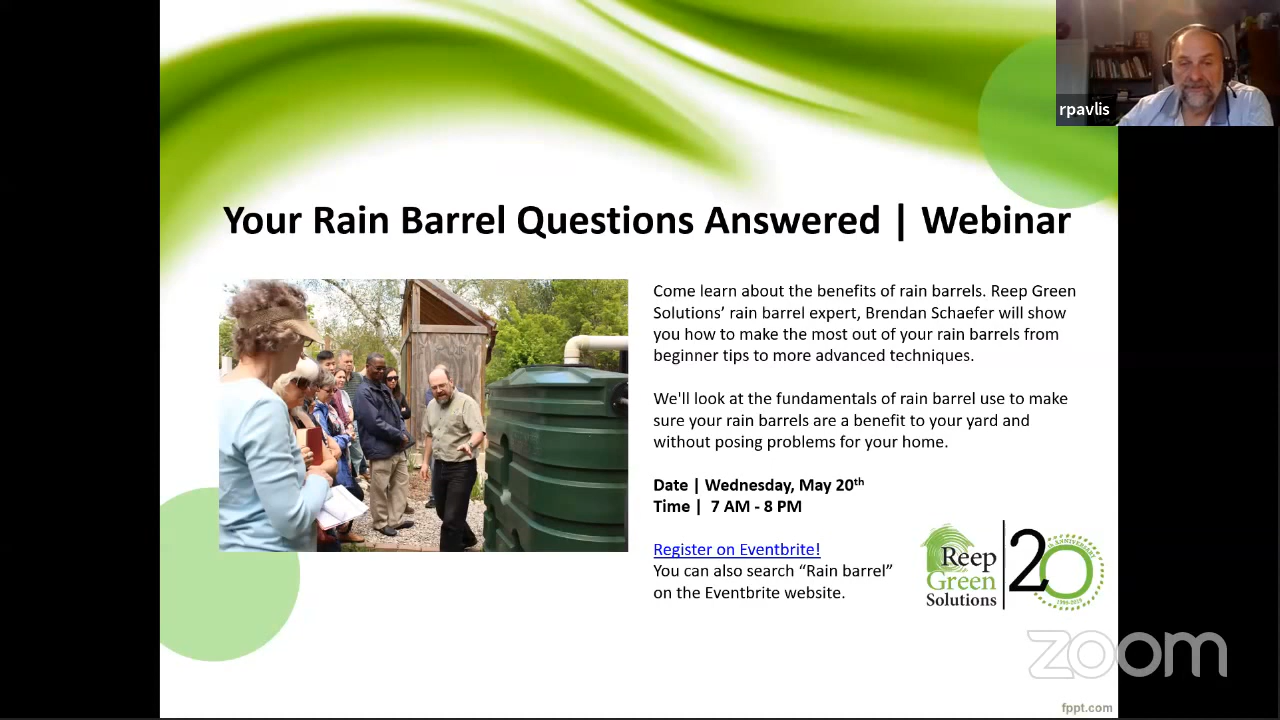 rpavlis
Your Rain Barrel Questions Answered | Webinar
Come learn about the benefits of rain barrels. Reep Green
Solutions' rain barrel expert, Brendan Schaefer will show
you how to make the most out of your rain barrels from
beginner tips to more advanced techniques.
We'll look at the fundamentals of rain barrel use to make
sure your rain barrels are a benefit to your yard and
without posing problems for your home.
Date | Wednesday, May 20th
Time | 7 AM - 8 PM
Register on Eventbrite!
You can also search “Rain barrel”
on the Eventbrite website.
Reep
Green
Solutions
20
ANNIVERSARY
zoom
fppt.com